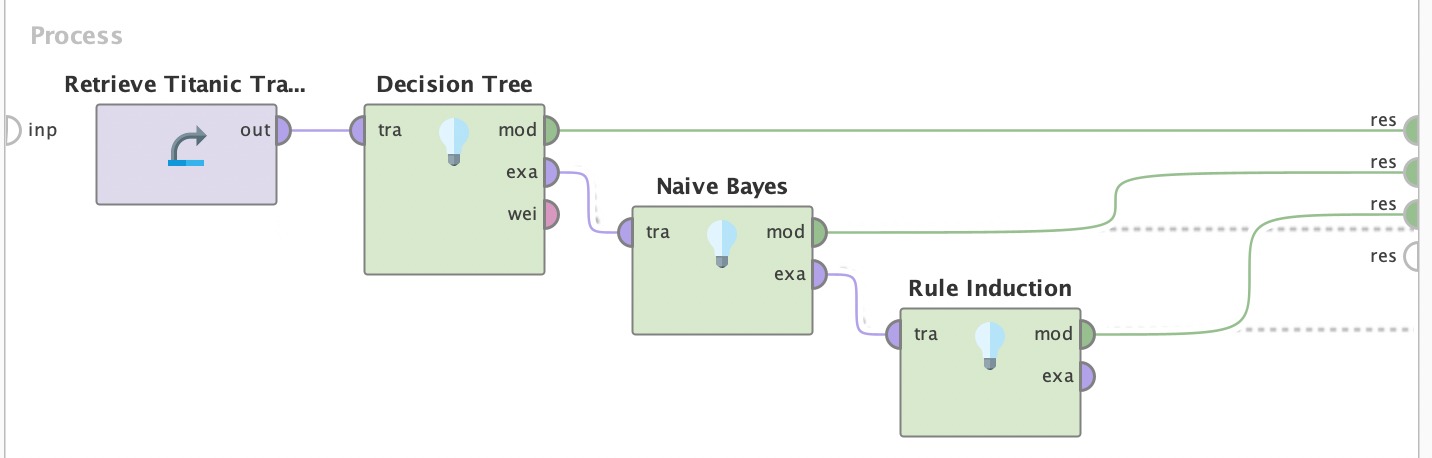 Process
Retrieve Titanic Tra...
Decision Tree
inp
out
tra
mod
res
exa
res
wei
Naive Bayes
res
tra
mod
exa
res
Rule Induction
tra
mod
exa